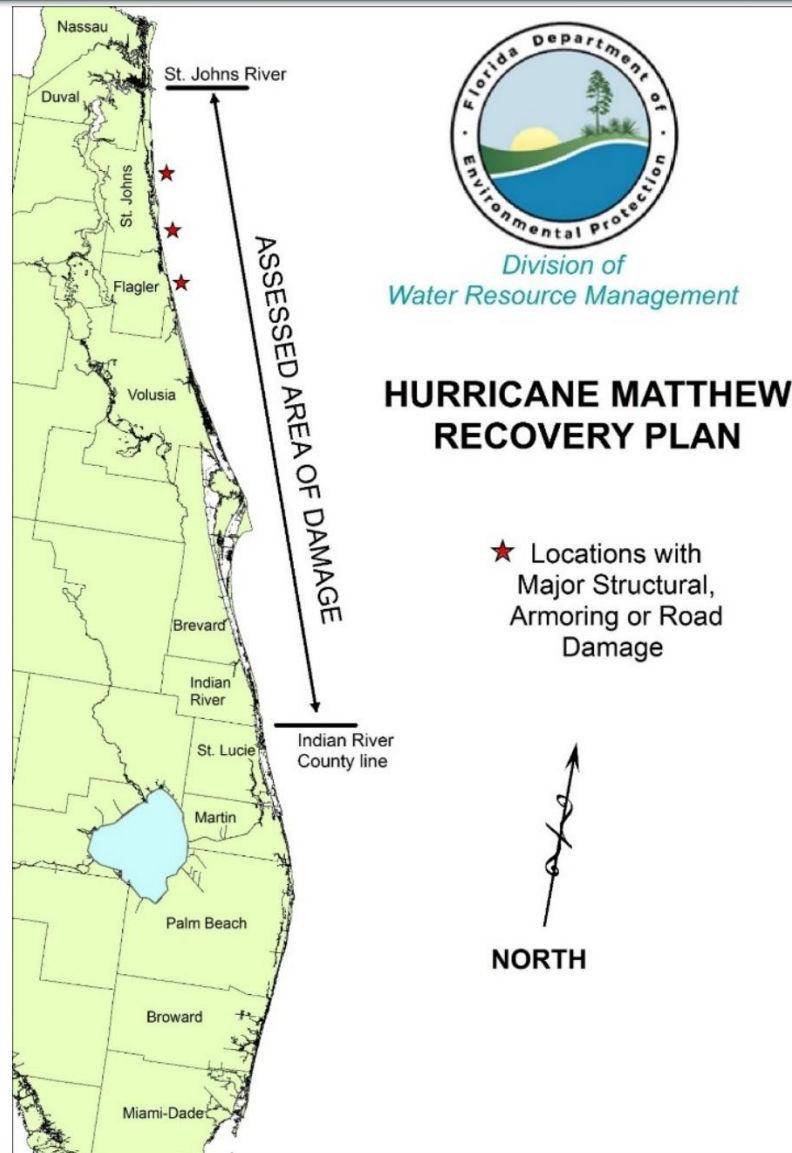 Nassau
St. Johns River
Duval
St. Johns
Flagler
Volusia
Brevard
Indian
River
St. Lucie
Martin
Palm Beach
Broward
Miami-Dade
ASSESSED AREA OF DAMAGE
Indian River
County line
Florida Department of
Environmental Protection
Division of
Water Resource Management
HURRICANE MATTHEW
RECOVERY PLAN
Locations with
Major Structural,
Armoring or Road
Damage
NORTH